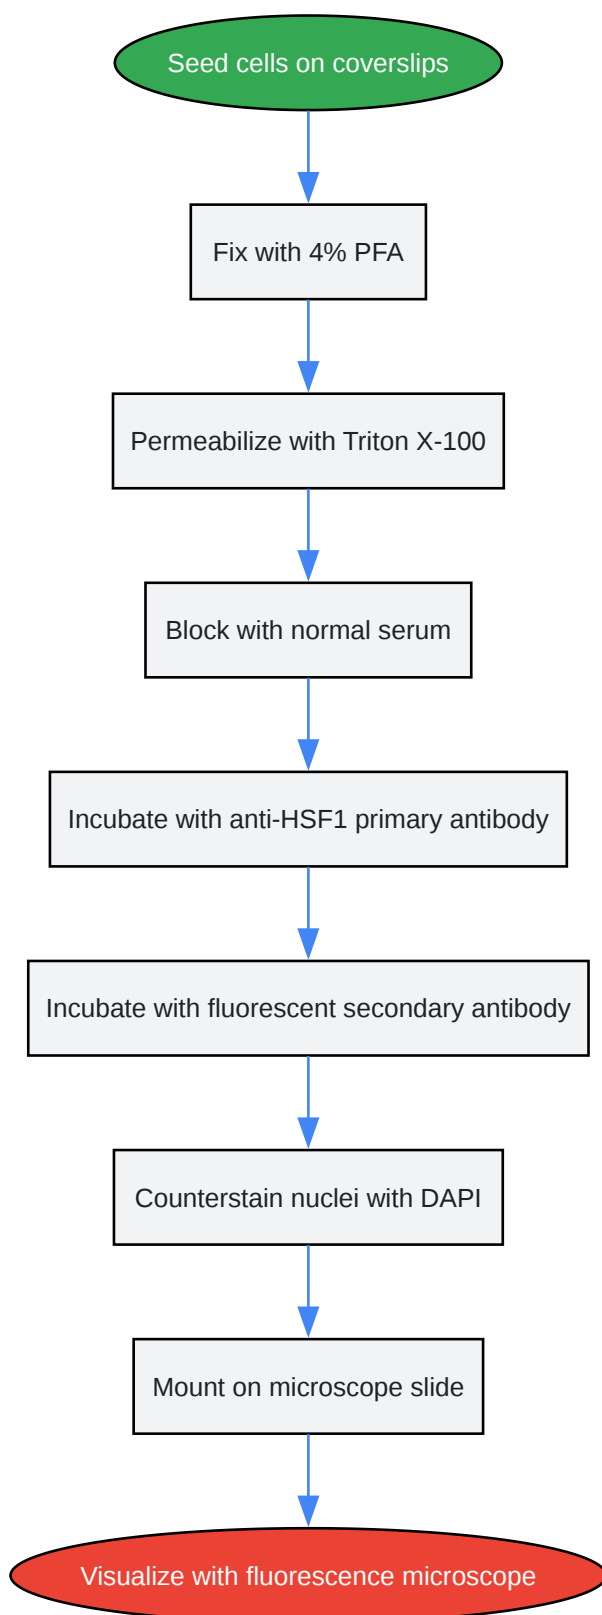 Seed cells on coverslips
Fix with 4% PFA
Permeabilize with Triton X-100
Block with normal serum
Incubate with anti-HSF1 primary antibody
Incubate with fluorescent secondary antibody
Counterstain nuclei with DAPI
Mount on microscope slide
Visualize with fluorescence microscope